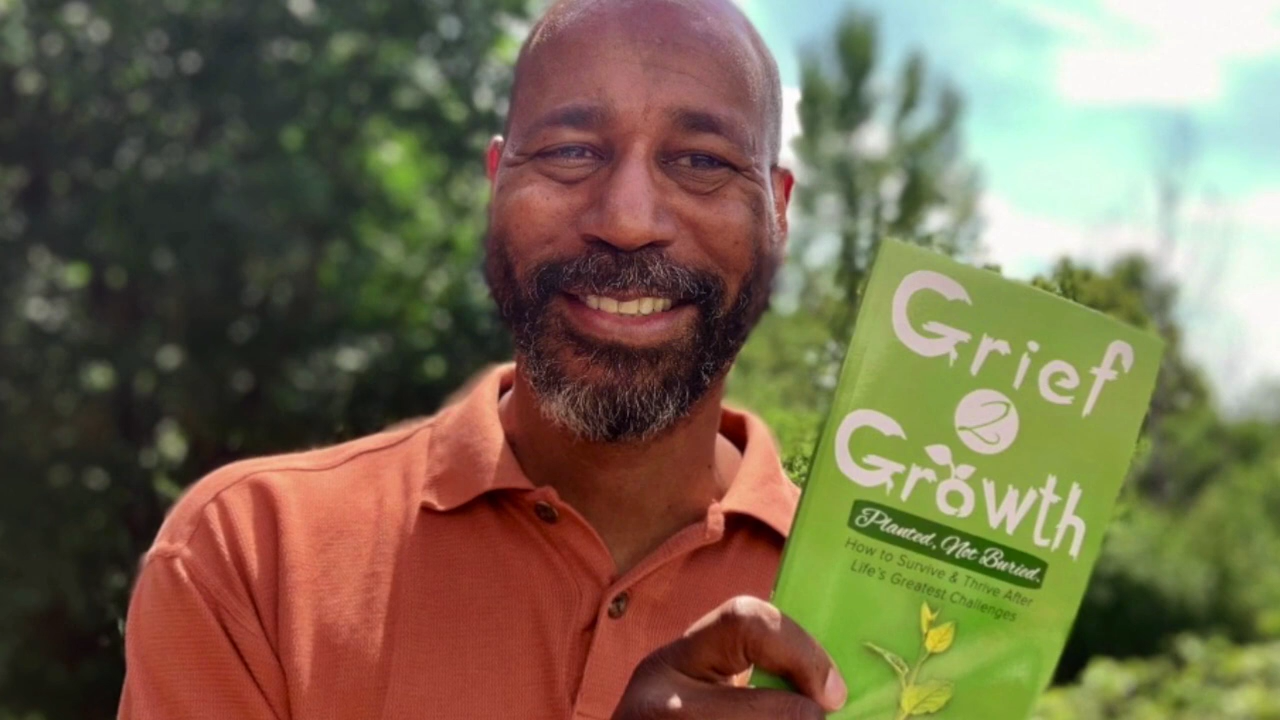 Grief
2
Growth
Planted, Not Buried.
How to Survive & Thrive After
Life's Greatest Challenges